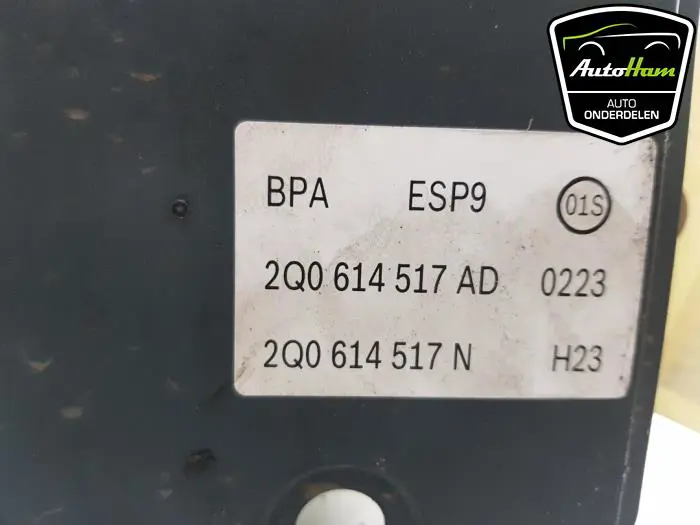 AutoHam
AUTO
ONDERDELEN
BPA ESP9 01S
2Q0 614 517 AD 0223
2Q0 614 517 N H23